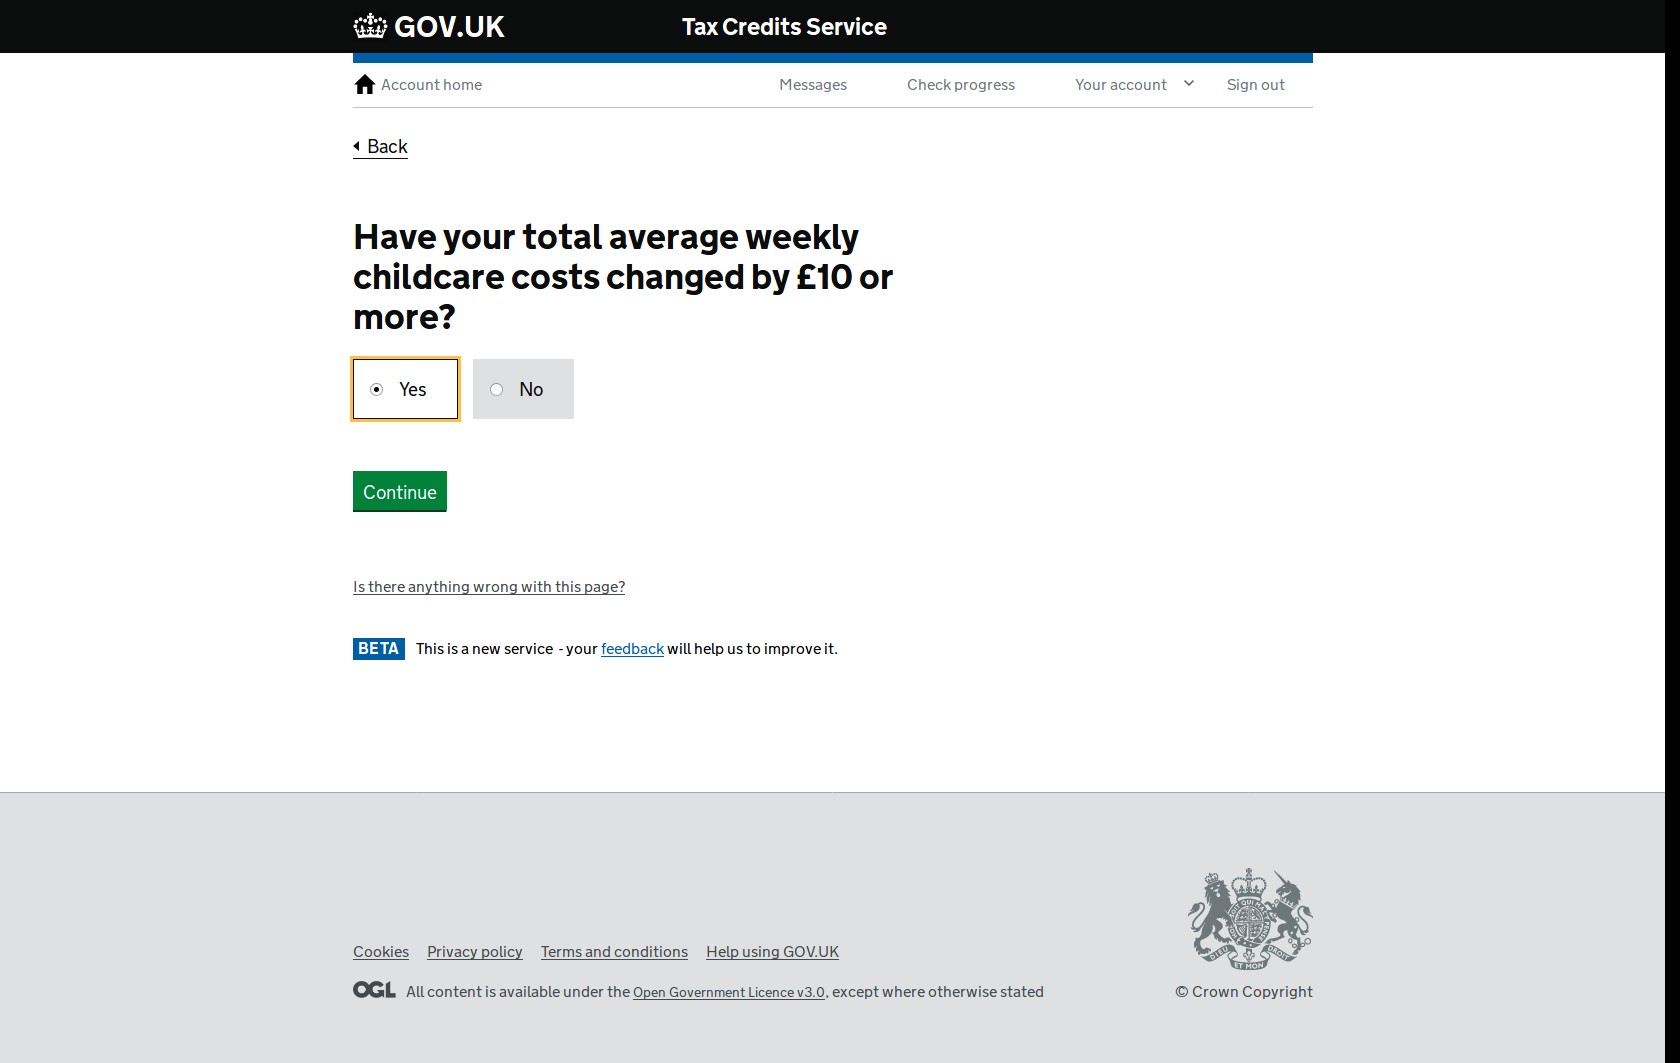 GOV.UK
Tax Credits Service
Account home
Messages
Check progress
Your account
Sign out
Back
Have your total average weekly
childcare costs changed by £10 or
more?
Yes
No
Continue
Is there anything wrong with this page?
BETA
This is a new service - your feedback will help us to improve it.
Cookies
Privacy policy
Terms and conditions
Help using GOV.UK
OGL
All content is available under the Open Government Licence v3.0, except where otherwise stated
© Crown Copyright